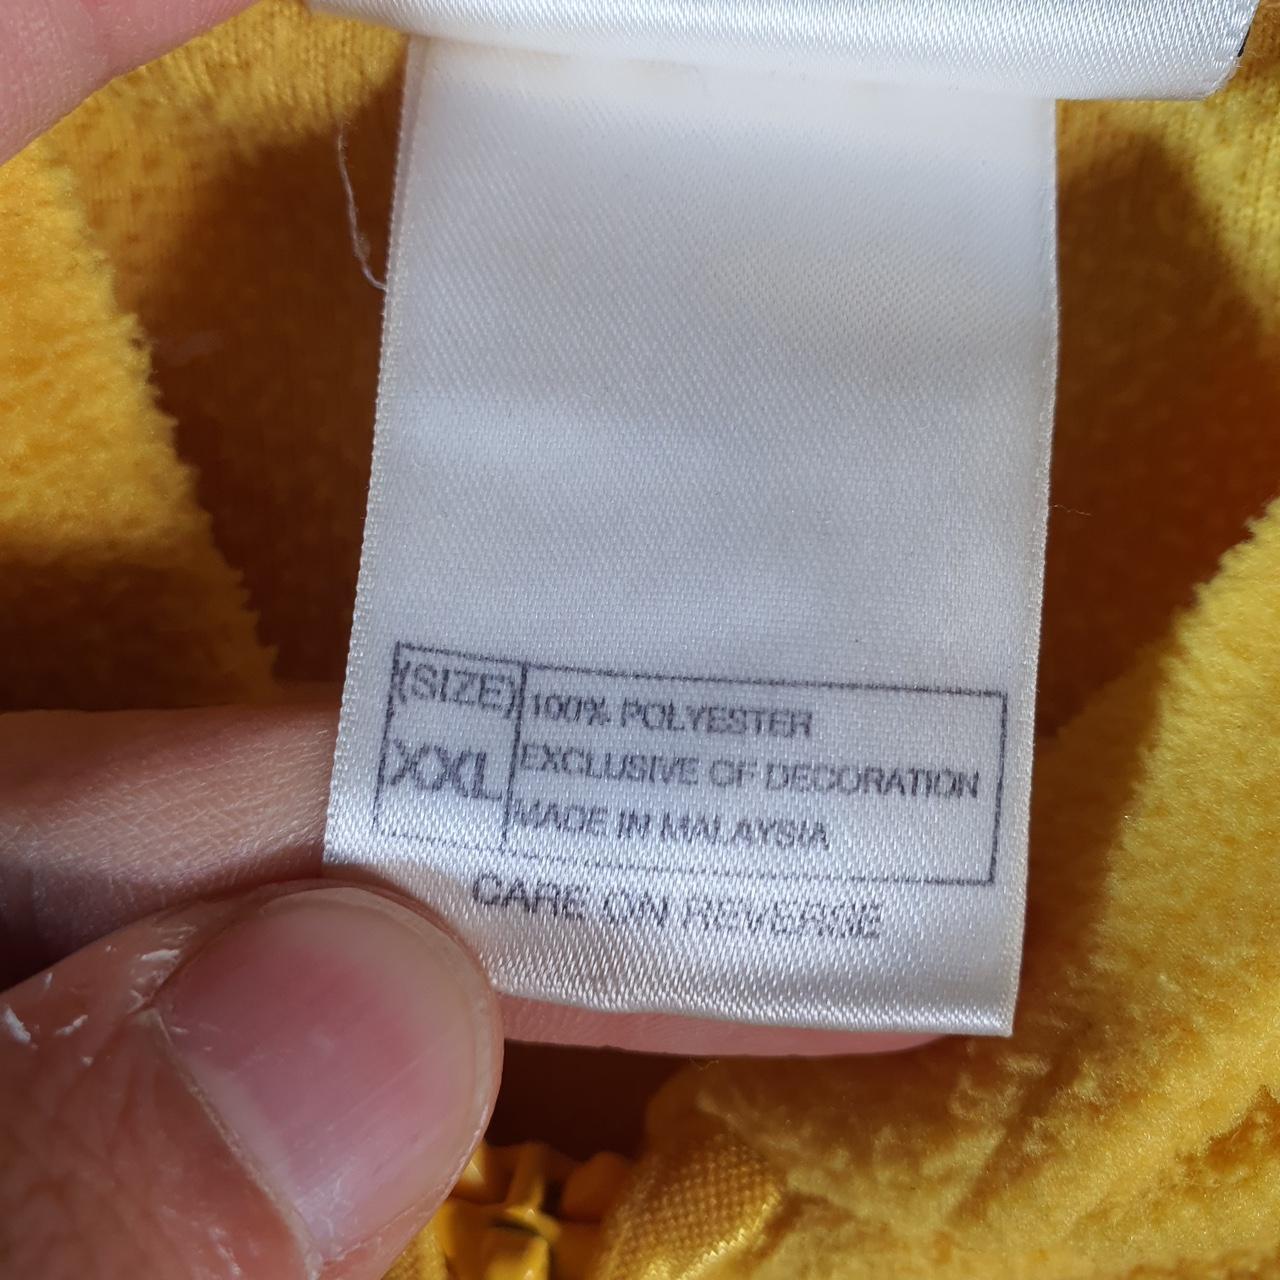 (SIZE)
XXL
100% POLYESTER
EXCLUSIVE OF DECORATION
MADE IN MALAYSIA
CARE ON REVERSE